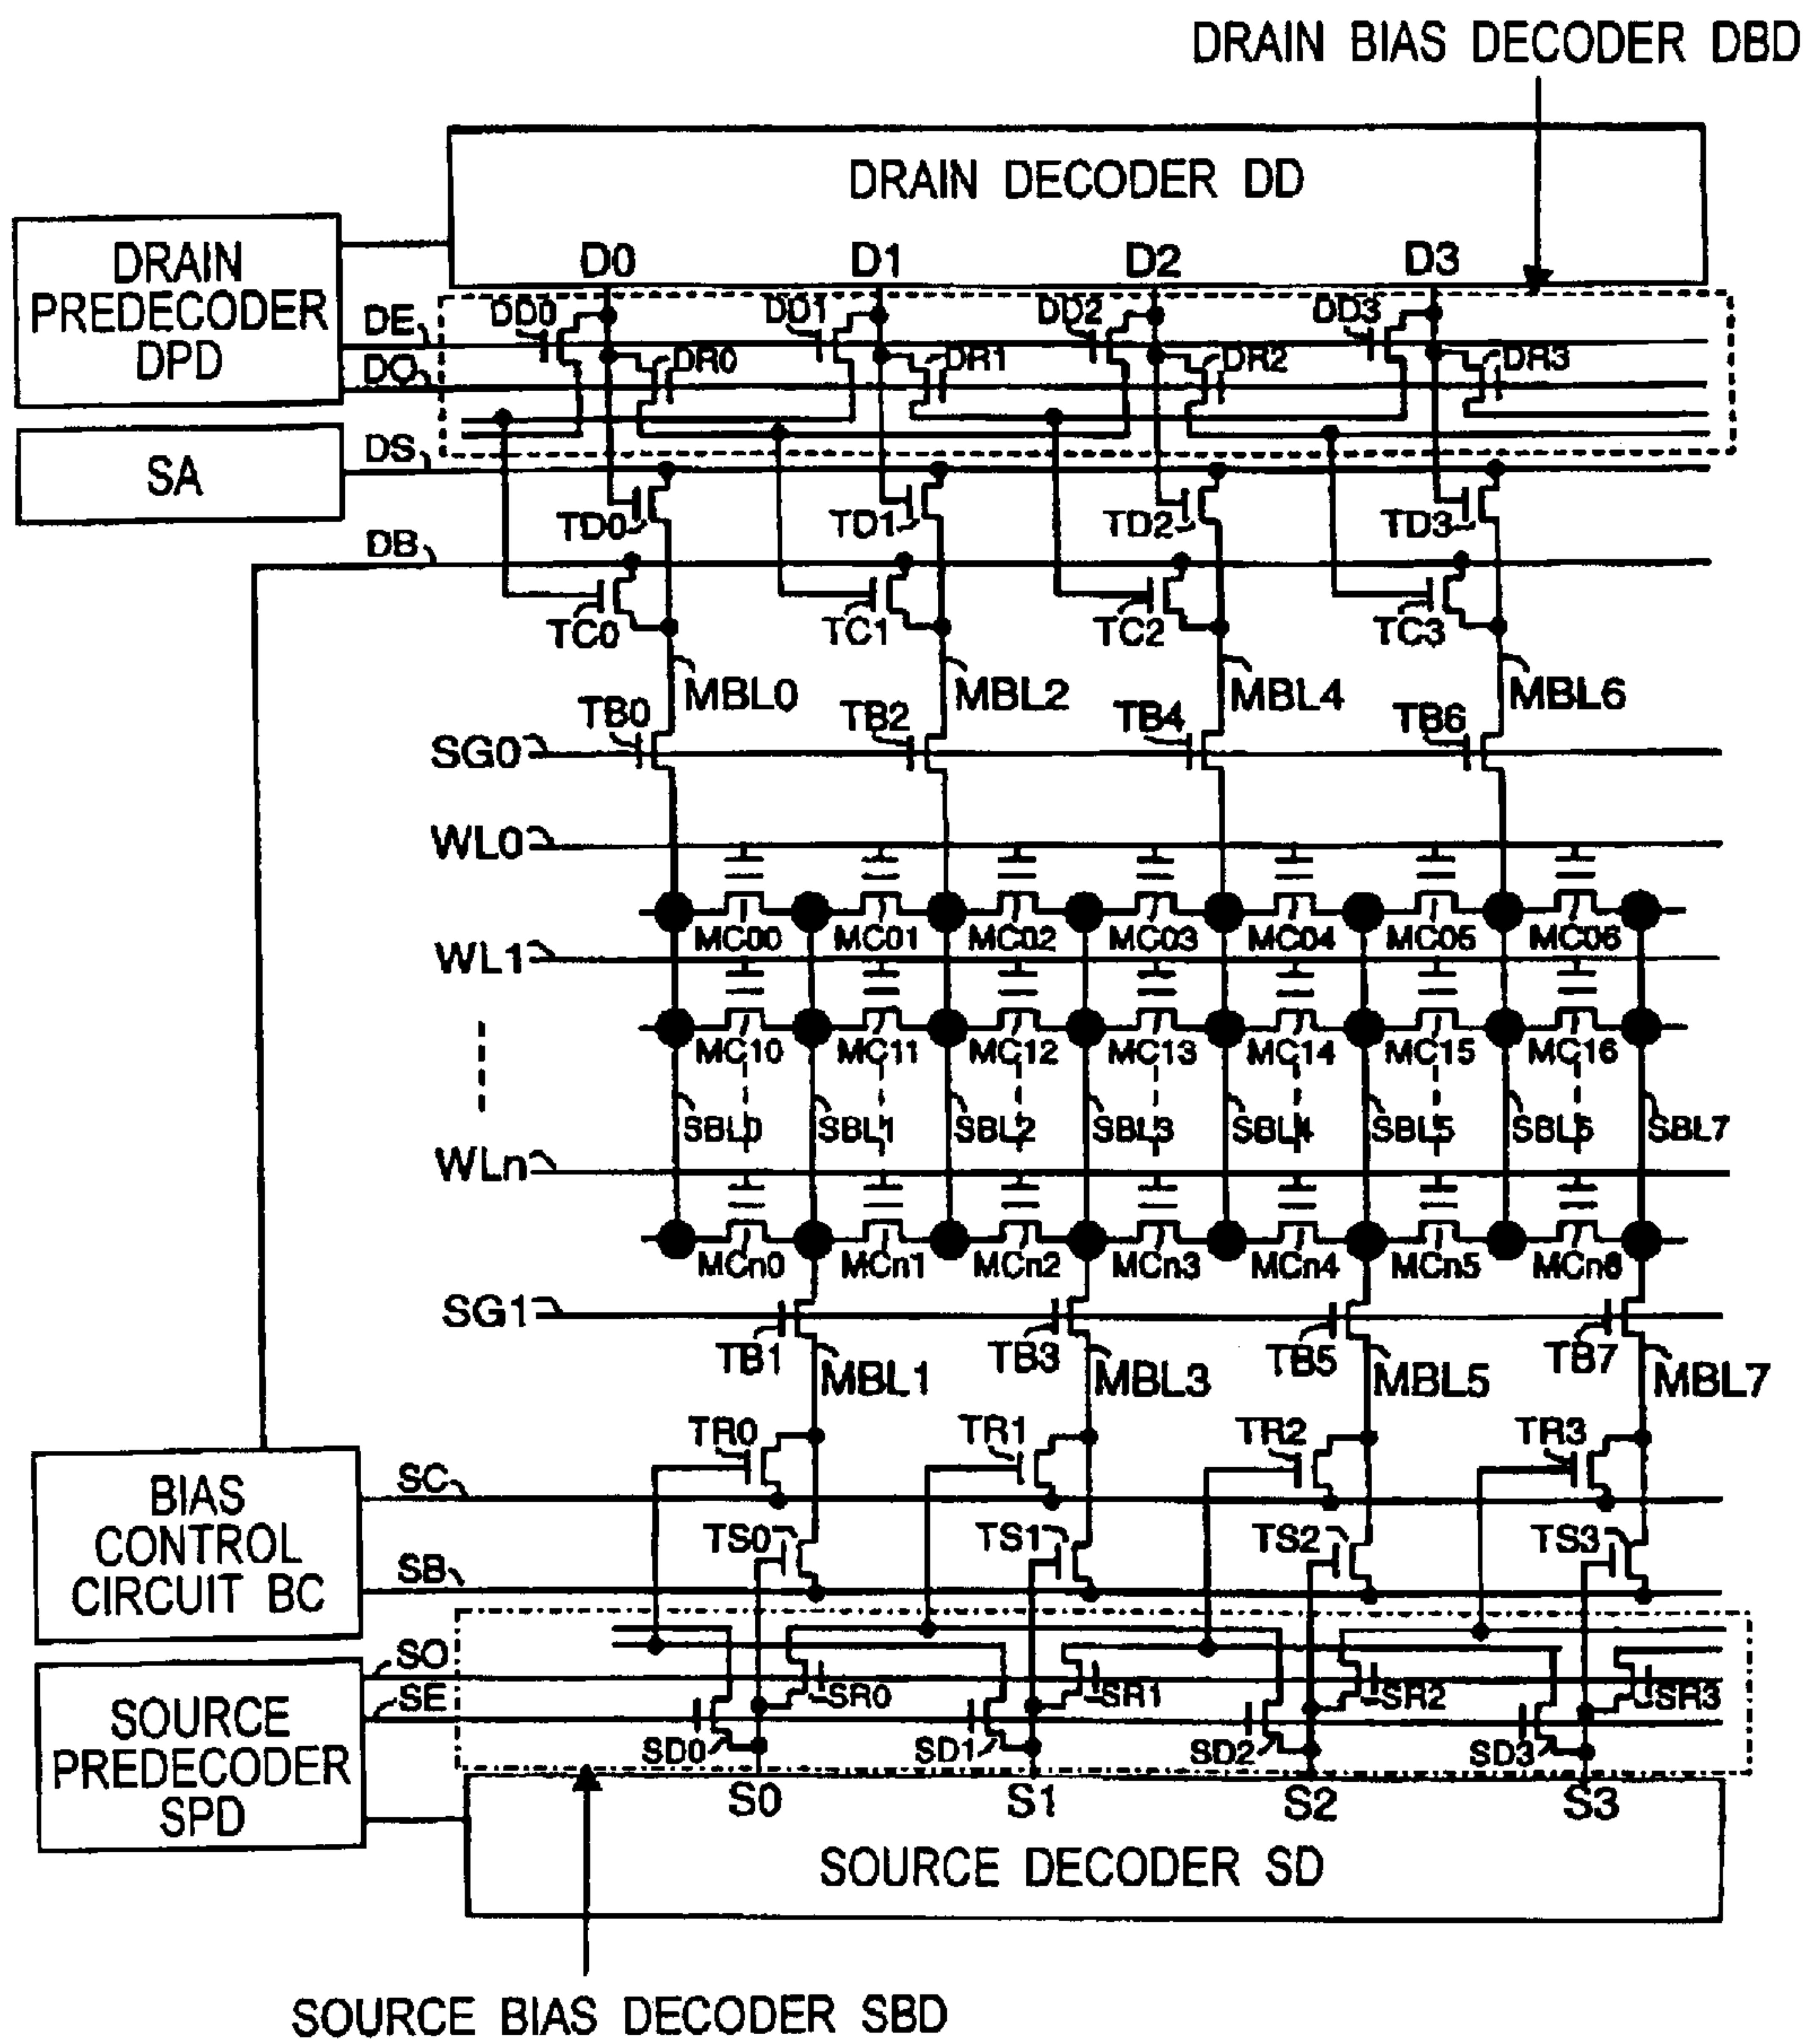 DRAIN BIAS DECODER DBD
DRAIN DECODER DD
D0 D1 D2 D3
DRAIN
PREDECODER
DPD
DE DD0 DD1 DD2 DD3
DO DR0 DR1 DR2 DR3
SA
DS
TD0 TD1 TD2 TD3
DB
TC0 TC1 TC2 TC3
MBL0 MBL2 MBL4 MBL6
TB0 TB2 TB4 TB6
SG0
WL0
MC00 MC01 MC02 MC03 MC04 MC05 MC06
WL1
MC10 MC11 MC12 MC13 MC14 MC15 MC16
SBL0 SBL1 SBL2 SBL3 SBL4 SBL5 SBL6 SBL7
WLn
MCn0 MCn1 MCn2 MCn3 MCn4 MCn5 MCn6
SG1
TB1 TB3 TB5 TB7
MBL1 MBL3 MBL5 MBL7
TR0 TR1 TR2 TR3
BIAS
CONTROL
CIRCUIT BC
SC
TS0 TS1 TS2 TS3
SB
SO
SE
SR0 SR1 SR2 SR3
SD0 SD1 SD2 SD3
SOURCE
PREDECODER
SPD
S0 S1 S2 S3
SOURCE DECODER SD
SOURCE BIAS DECODER SBD